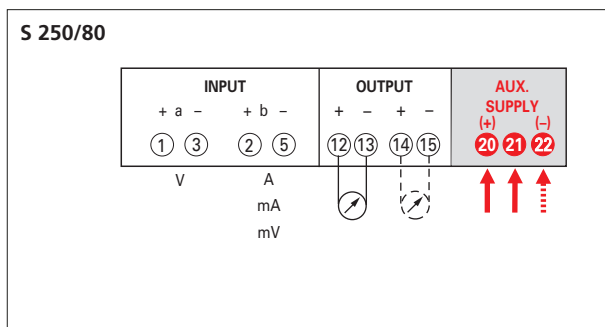 S 250/80
INPUT OUTPUT AUX.
SUPPLY
+ a – + b – + – + – (+) (–)
1 3 2 5 12 13 14 15 20 21 22
V A
mA
mV